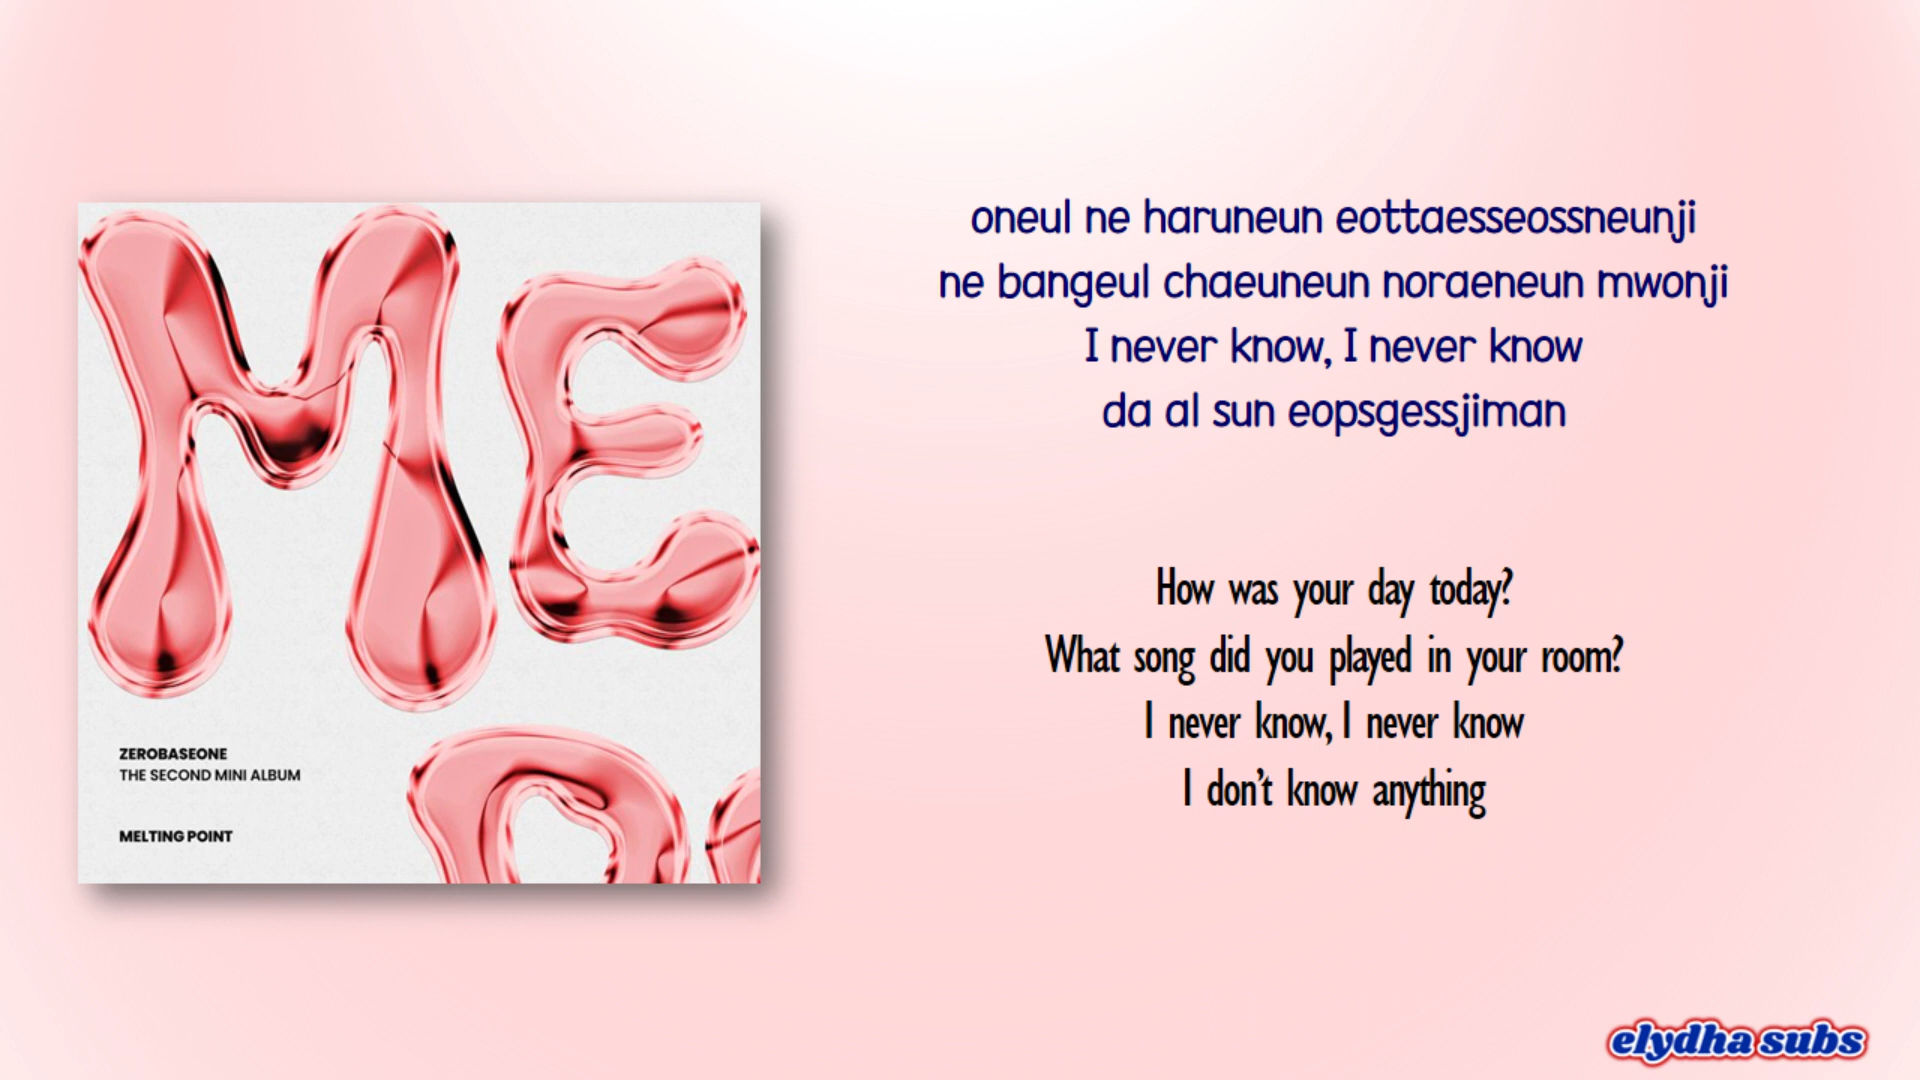 ME
ZEROBASEONE
THE SECOND MINI ALBUM
MELTING POINT
oneul ne haruneun eottaesseossneunji
ne bangeul chaeuneun noraeneun mwonji
I never know, I never know
da al sun eopsgessjiman
How was your day today?
What song did you played in your room?
I never know, I never know
I don't know anything
elydha subs